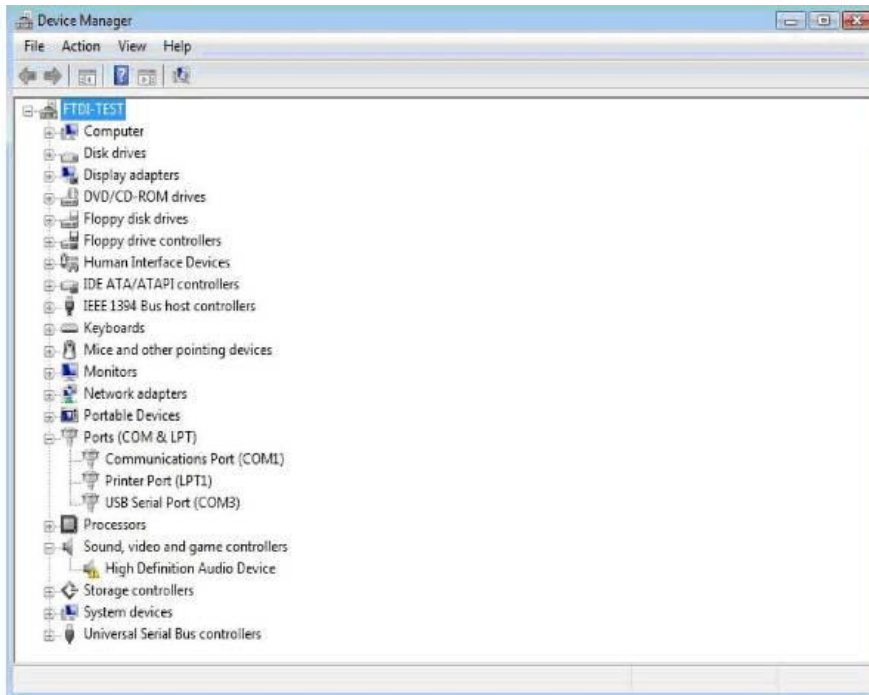 Device Manager
File Action View Help
FTDI-TEST
Computer
Disk drives
Display adapters
DVD/CD-ROM drives
Floppy disk drives
Floppy drive controllers
Human Interface Devices
IDE ATA/ATAPI controllers
IEEE 1394 Bus host controllers
Keyboards
Mice and other pointing devices
Monitors
Network adapters
Portable Devices
Ports (COM & LPT)
Communications Port (COM1)
Printer Port (LPT1)
USB Serial Port (COM3)
Processors
Sound, video and game controllers
High Definition Audio Device
Storage controllers
System devices
Universal Serial Bus controllers